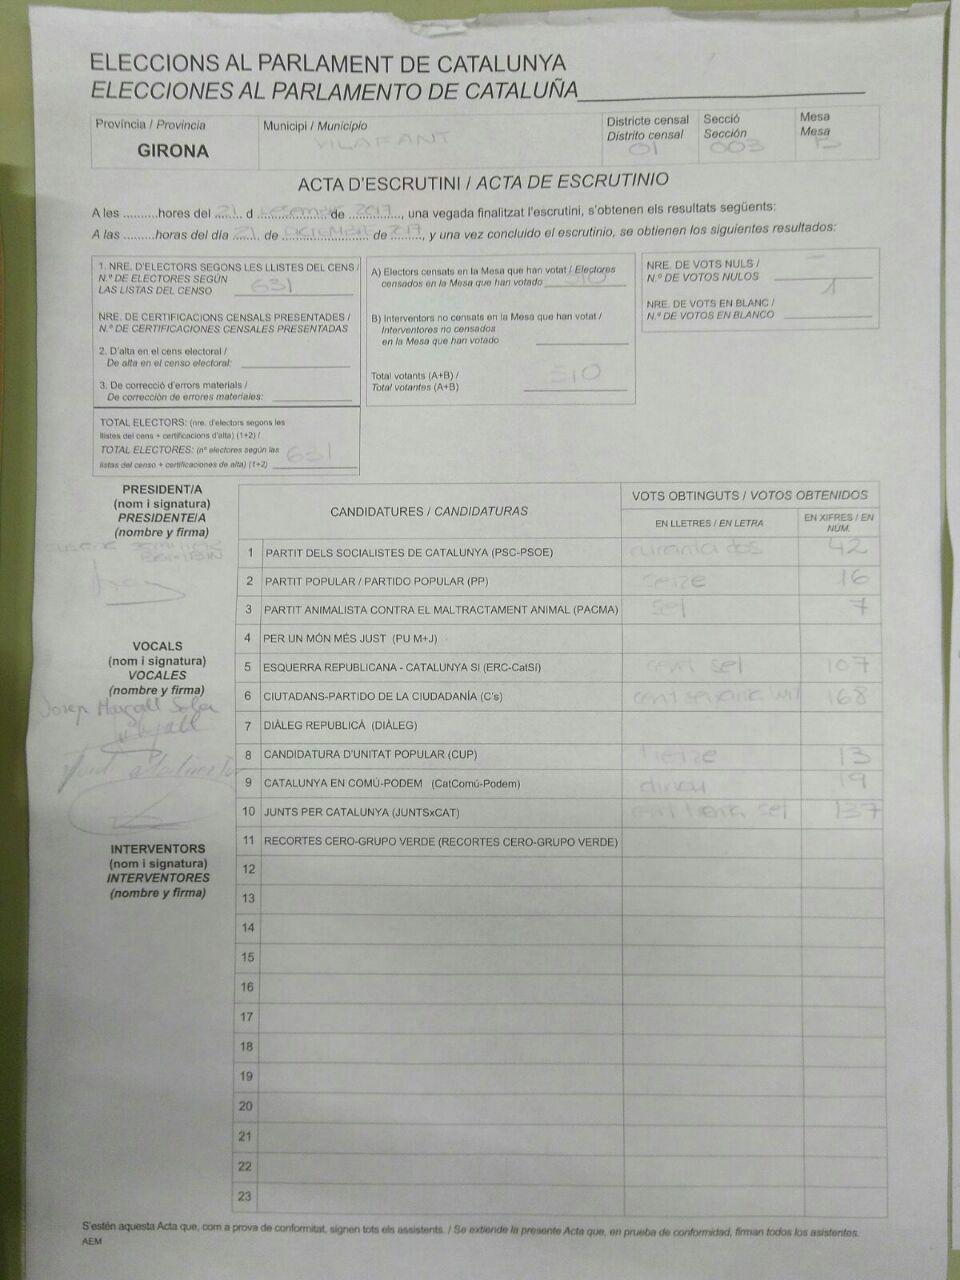 ELECCIONS AL PARLAMENT DE CATALUNYA
ELECCIONES AL PARLAMENTO DE CATALUÑA
Província / Provincia
GIRONA
Municipi / Municipio
VILAFANT
Districte censal
Distrito censal
01
Secció
Sección
003
Mesa
Mesa
B
ACTA D'ESCRUTINI / ACTA DE ESCRUTINIO
A les ..........hores del 21 d ................ de 2017, una vegada finalitzat l'escrutini, s'obtenen els resultats següents:
A las ........horas del día 21 de DICIEMBRE de 2017, y una vez concluido el escrutinio, se obtienen los siguientes resultados:
1. NRE. D'ELECTORS SEGONS LES LLISTES DEL CENS /
N.º DE ELECTORES SEGÚN
LAS LISTAS DEL CENSO 631
NRE. DE CERTIFICACIONS CENSALS PRESENTADES /
N.º DE CERTIFICACIONES CENSALES PRESENTADAS
2. D'alta en el cens electoral /
De alta en el censo electoral:
3. De correcció d'errors materials /
De corrección de errores materiales:
TOTAL ELECTORS: (nre. d'electors segons les
llistes del cens + certificacions d'alta) (1+2) /
TOTAL ELECTORES: (nº electores según las
listas del censo + certificaciones de alta) (1+2) 631
A) Electors censats en la Mesa que han votat / Electores
censados en la Mesa que han votado 510
B) Interventors no censats en la Mesa que han votat /
Interventores no censados
en la Mesa que han votado
Total votants (A+B) /
Total votantes (A+B) 510
NRE. DE VOTS NULS /
N.º DE VOTOS NULOS –
NRE. DE VOTS EN BLANC /
N.º DE VOTOS EN BLANCO 1
PRESIDENT/A
(nom i signatura)
PRESIDENTE/A
(nombre y firma)
VOCALS
(nom i signatura)
VOCALES
(nombre y firma)
Josep Margall Soler
INTERVENTORS
(nom i signatura)
INTERVENTORES
(nombre y firma)
CANDIDATURES / CANDIDATURAS
VOTS OBTINGUTS / VOTOS OBTENIDOS
EN LLETRES / EN LETRA
EN XIFRES / EN NÚM.
1 PARTIT DELS SOCIALISTES DE CATALUNYA (PSC-PSOE) curanta dos 42
2 PARTIT POPULAR / PARTIDO POPULAR (PP) seize 16
3 PARTIT ANIMALISTA CONTRA EL MALTRACTAMENT ANIMAL (PACMA) set 7
4 PER UN MÓN MÉS JUST (PU M+J)
5 ESQUERRA REPUBLICANA - CATALUNYA SI (ERC-CatSí) cent set 107
6 CIUTADANS-PARTIDO DE LA CIUDADANÍA (C's) cent 168
7 DIÀLEG REPUBLICÀ (DIÀLEG)
8 CANDIDATURA D'UNITAT POPULAR (CUP) tretze 13
9 CATALUNYA EN COMÚ-PODEM (CatComú-Podem) dinou 19
10 JUNTS PER CATALUNYA (JUNTSxCAT) cent trenta set 137
11 RECORTES CERO-GRUPO VERDE (RECORTES CERO-GRUPO VERDE)
12
13
14
15
16
17
18
19
20
21
22
23
S'estén aquesta Acta que, com a prova de conformitat, signen tots els assistents. / Se extiende la presente Acta que, en prueba de conformidad, firman todos los asistentes.
AEM